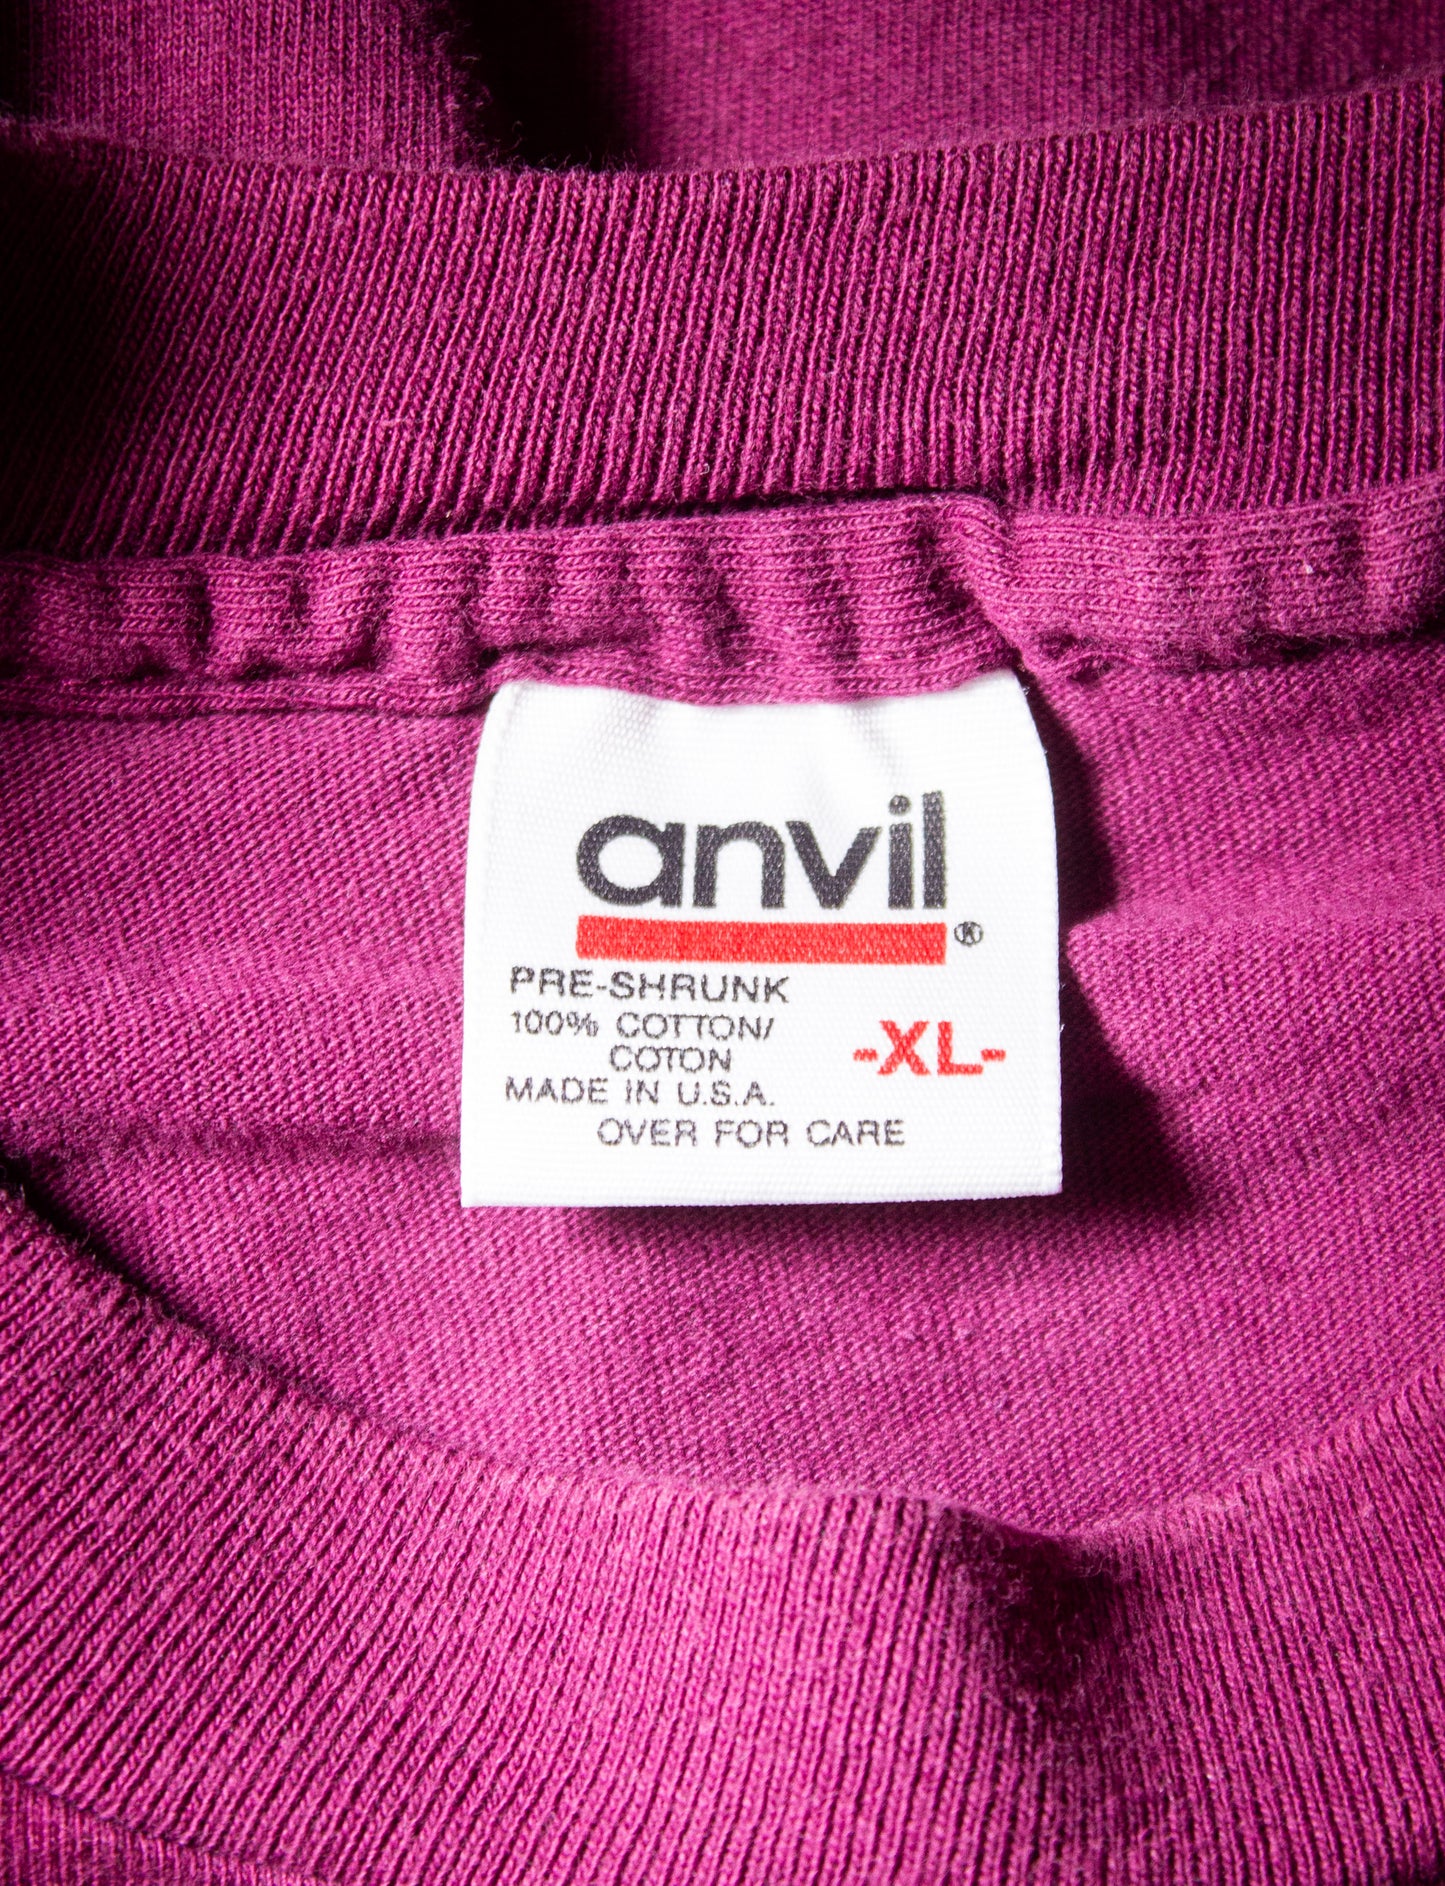 anvil®
PRE-SHRUNK
100% COTTON/
COTON
-XL-
MADE IN U.S.A.
OVER FOR CARE